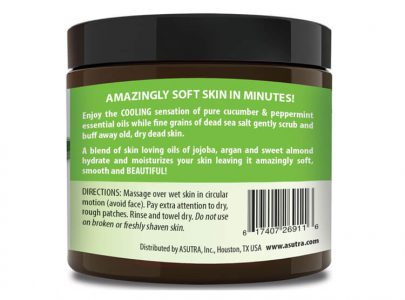 AMAZINGLY SOFT SKIN IN MINUTES!
Enjoy the COOLING sensation of pure cucumber & peppermint
essential oils while fine grains of dead sea salt gently scrub and
buff away old, dry dead skin.
A blend of skin loving oils of jojoba, argan and sweet almond
hydrate and moisturizes your skin leaving it amazingly soft,
smooth and BEAUTIFUL!
DIRECTIONS: Massage over wet skin in circular
motion (avoid face). Pay extra attention to dry,
rough patches. Rinse and towel dry. Do not use
on broken or freshly shaven skin.
6 17407 26911 6
Distributed by ASUTRA, Inc., Houston, TX USA www.asutra.com